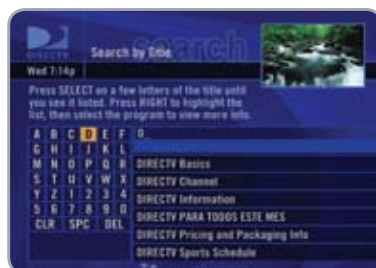 DIRECTV
Search by Title
search
Wed 7:14p
Press SELECT on a few letters of the title until
you see it listed. Press RIGHT to highlight the
list, then select the program to view more info.
A B C D E F D
G H I J K L
M N O P Q R DIRECTV Basics
S T U V W X DIRECTV Channel
Y Z 1 2 3 4 DIRECTV Information
5 6 7 8 9 0 DIRECTV PARA TODOS ESTE MES
CLR SPC DEL DIRECTV Pricing and Packaging Info
DIRECTV Sports Schedule